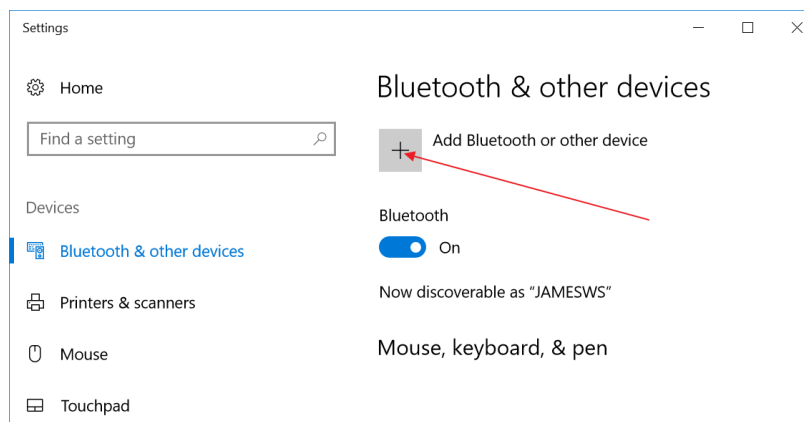 Settings
Home
Find a setting
Devices
Bluetooth & other devices
Printers & scanners
Mouse
Touchpad
Bluetooth & other devices
Add Bluetooth or other device
Bluetooth
On
Now discoverable as “JAMESWS”
Mouse, keyboard, & pen